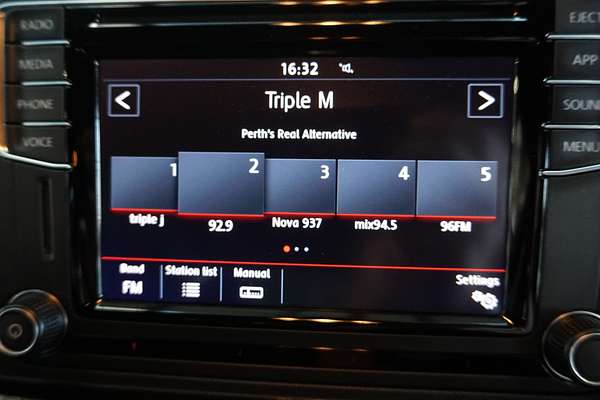 RADIO
MEDIA
PHONE
VOICE
EJECT
APP
SOUND
MENU
16:32
Triple M
Perth's Real Alternative
1 2 3 4 5
triple j 92.9 Nova 937 mix94.5 96FM
Band Station list Manual Settings
FM